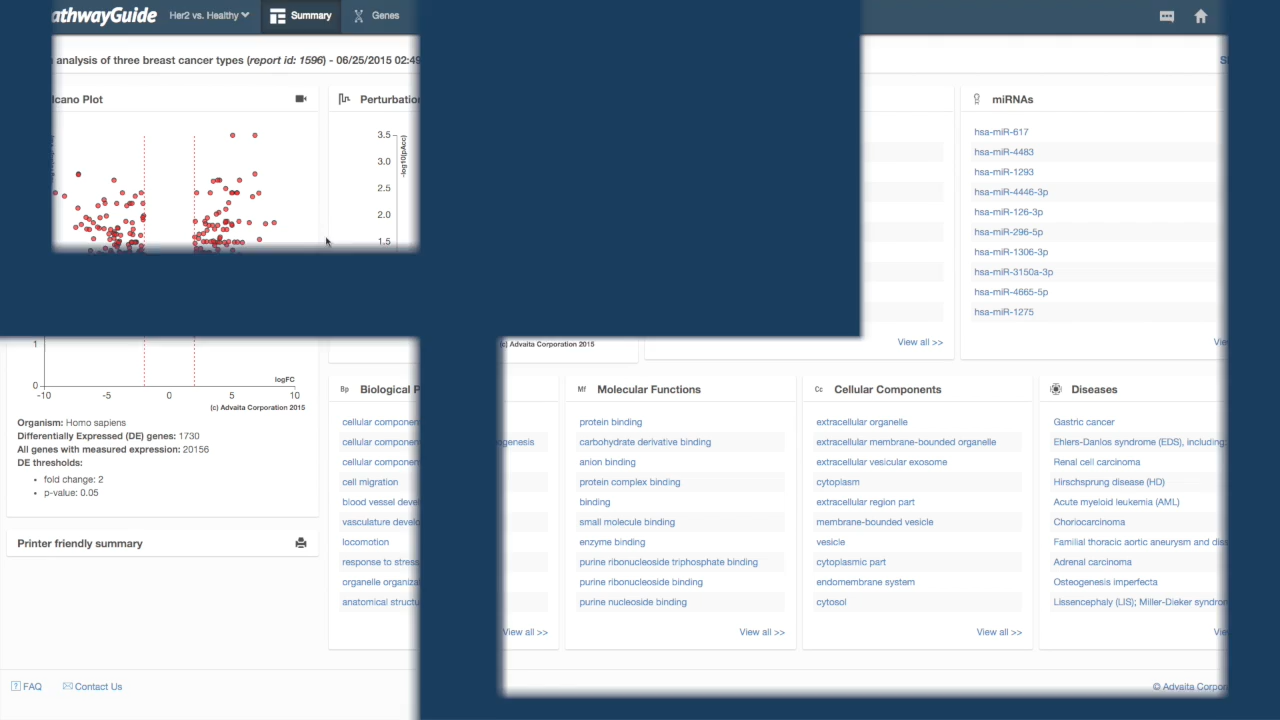 athwayGuide Her2 vs. Healthy Summary Genes
analysis of three breast cancer types (report id: 1596) - 06/25/2015 02:49
cano Plot
Perturbation
miRNAs
3.5
3.0
2.5
2.0
1.5
-log10(pAcc)
hsa-miR-617
hsa-miR-4483
hsa-miR-1293
hsa-miR-4446-3p
hsa-miR-126-3p
hsa-miR-296-5p
hsa-miR-1306-3p
hsa-miR-3150a-3p
hsa-miR-4665-5p
hsa-miR-1275
View all >>
Vie
1
0
-10 -5 0 5 10
logFC
(c) Advaita Corporation 2015
(c) Advaita Corporation 2015
Organism: Homo sapiens
Differentially Expressed (DE) genes: 1730
All genes with measured expression: 20156
DE thresholds:
• fold change: 2
• p-value: 0.05
Printer friendly summary
Bp Biological P
cellular componen
cellular componen
cellular componen
cell migration
blood vessel deve
vasculature develo
locomotion
response to stress
organelle organiza
anatomical structu
ogenesis
View all >>
Mf Molecular Functions
protein binding
carbohydrate derivative binding
anion binding
protein complex binding
binding
small molecule binding
enzyme binding
purine ribonucleoside triphosphate binding
purine ribonucleoside binding
purine nucleoside binding
View all >>
Cc Cellular Components
extracellular organelle
extracellular membrane-bounded organelle
extracellular vesicular exosome
cytoplasm
extracellular region part
membrane-bounded vesicle
vesicle
cytoplasmic part
endomembrane system
cytosol
View all >>
Diseases
Gastric cancer
Ehlers-Danlos syndrome (EDS), including:
Renal cell carcinoma
Hirschsprung disease (HD)
Acute myeloid leukemia (AML)
Choriocarcinoma
Familial thoracic aortic aneurysm and diss
Adrenal carcinoma
Osteogenesis imperfecta
Lissencephaly (LIS); Miller-Dieker syndrom
Vie
? FAQ Contact Us
© Advaita Corpor